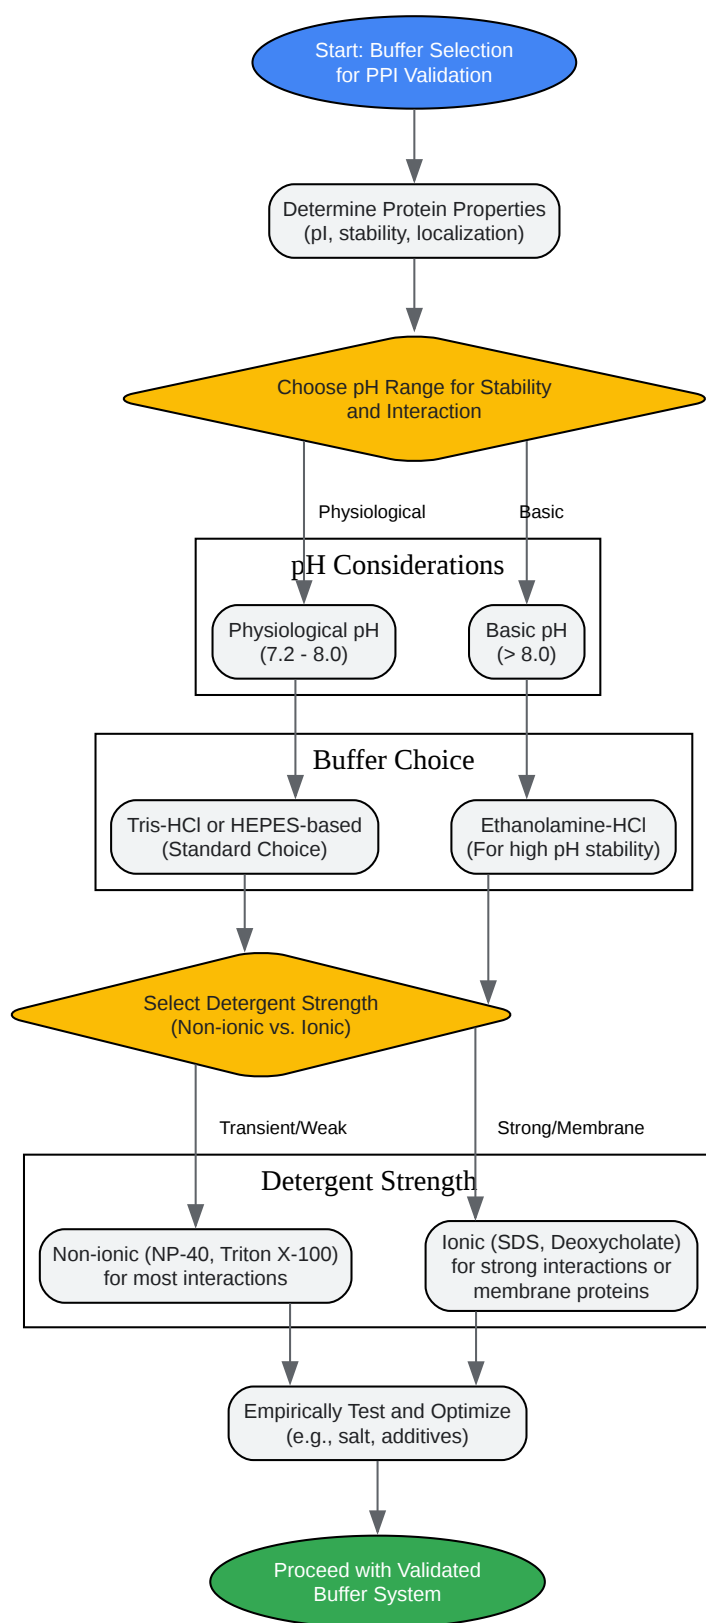 Start: Buffer Selection
for PPI Validation
Determine Protein Properties
(pI, stability, localization)
Choose pH Range for Stability
and Interaction
Physiological
Basic
pH Considerations
Physiological pH
(7.2 - 8.0)
Basic pH
(> 8.0)
Buffer Choice
Tris-HCl or HEPES-based
(Standard Choice)
Ethanolamine-HCl
(For high pH stability)
Select Detergent Strength
(Non-ionic vs. Ionic)
Transient/Weak
Strong/Membrane
Detergent Strength
Non-ionic (NP-40, Triton X-100)
for most interactions
Ionic (SDS, Deoxycholate)
for strong interactions or
membrane proteins
Empirically Test and Optimize
(e.g., salt, additives)
Proceed with Validated
Buffer System